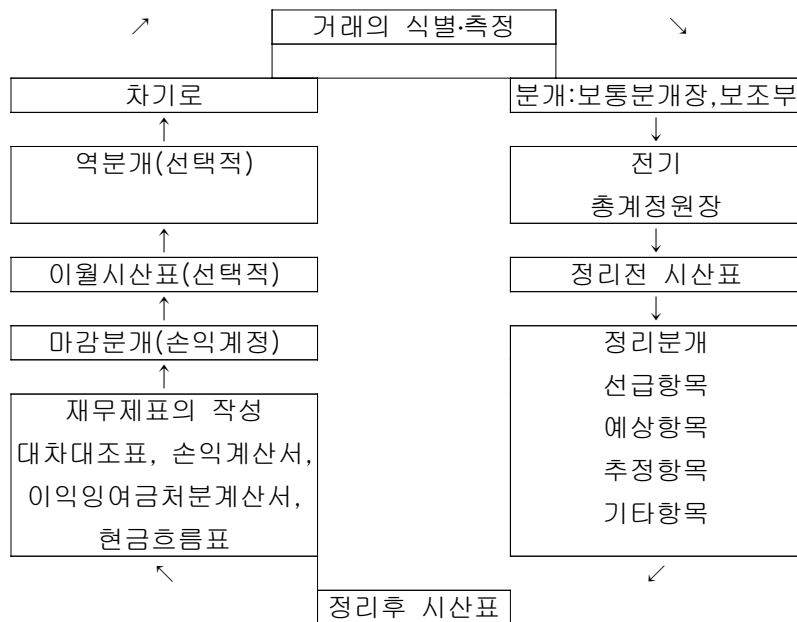 ↗ 거래의 식별·측정 ↘
차기로
분개:보통분개장,보조부
↑
↓
역분개(선택적)
전기
총계정원장
↑
↓
이월시산표(선택적)
정리전 시산표
↑
↓
마감분개(손익계정)
↑
재무제표의 작성
대차대조표, 손익계산서,
이익잉여금처분계산서,
현금흐름표
정리분개
선급항목
예상항목
추정항목
기타항목
↖
↙
정리후 시산표